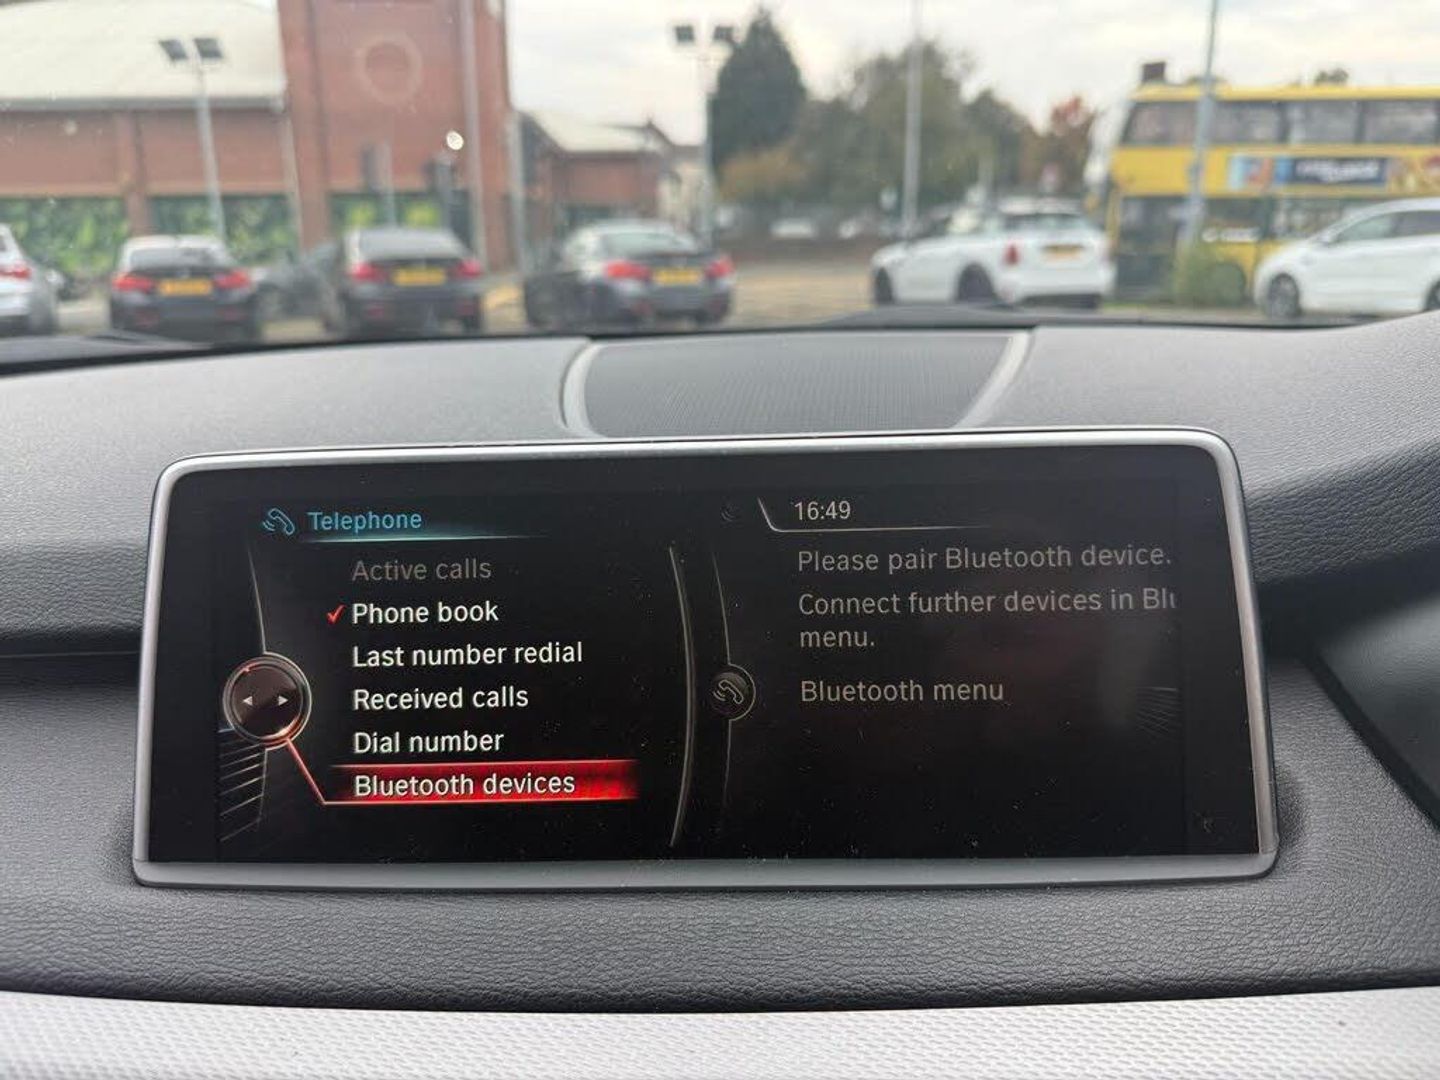 Telephone
Active calls
Phone book
Last number redial
Received calls
Dial number
Bluetooth devices
16:49
Please pair Bluetooth device.
Connect further devices in Blu
menu.
Bluetooth menu